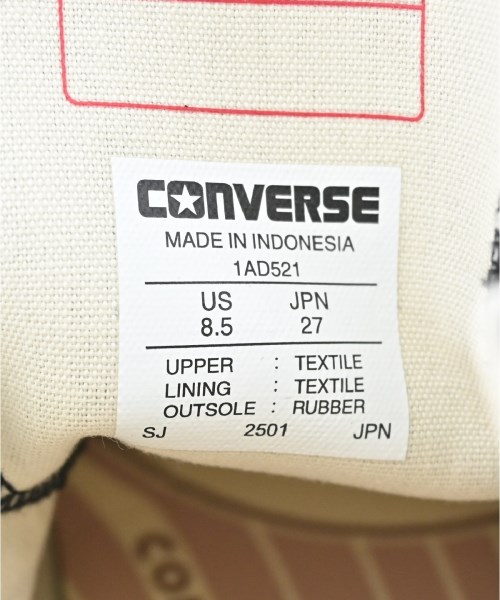 CONVERSE
MADE IN INDONESIA
1AD521
US JPN
8.5 27
UPPER : TEXTILE
LINING : TEXTILE
OUTSOLE : RUBBER
SJ 2501 JPN